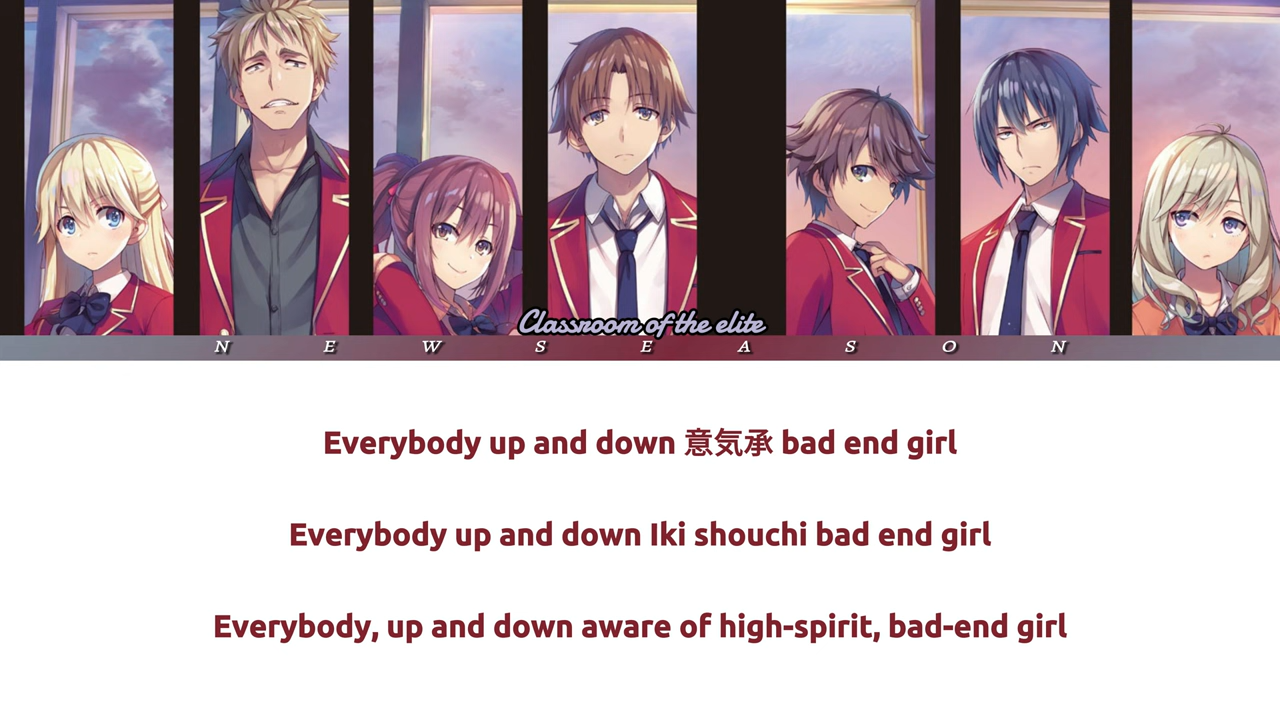 Classroom of the elite
N E W S E A S O N
Everybody up and down 意気承 bad end girl
Everybody up and down Iki shouchi bad end girl
Everybody, up and down aware of high-spirit, bad-end girl